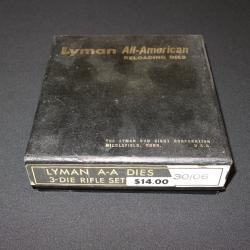 Lyman All-American
RELOADING DIES
THE LYMAN GUN SIGHT CORPORATION
MIDDLEFIELD, CONN. U.S.A.
LYMAN A-A DIES
3-DIE RIFLE SET $14.00 30/06